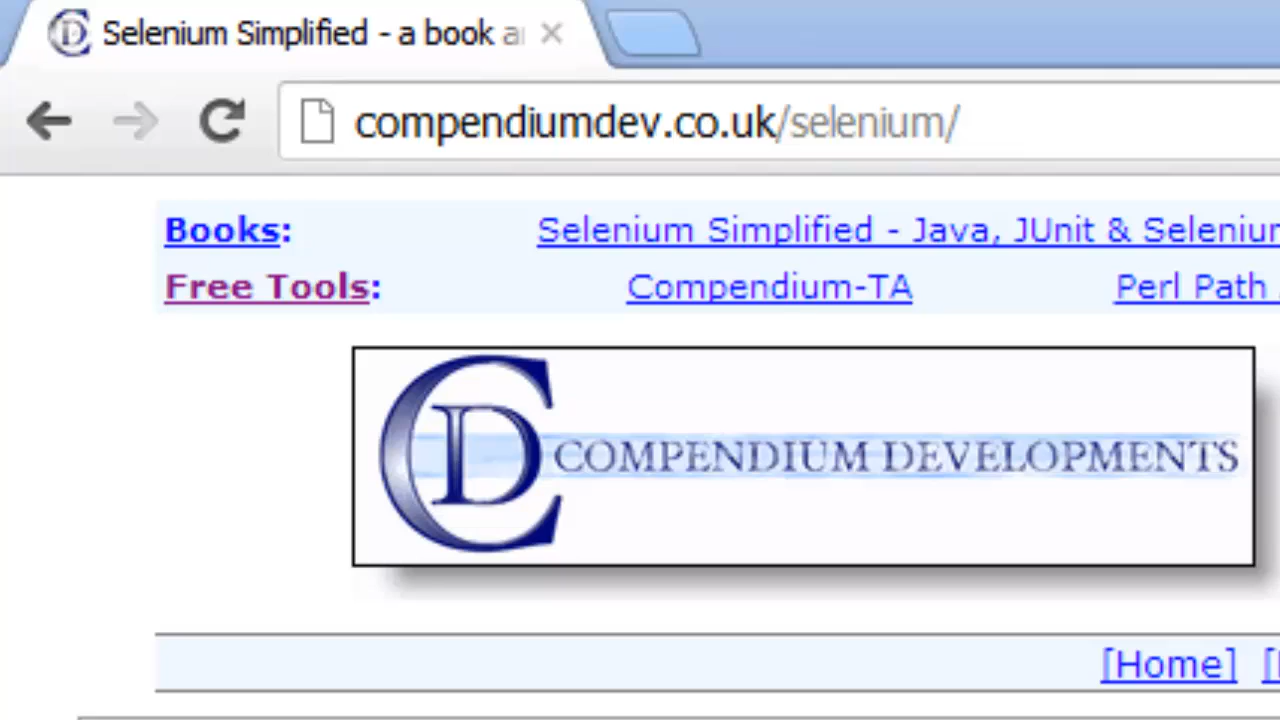 Selenium Simplified - a book
compendiumdev.co.uk/selenium/
Books: Selenium Simplified - Java, JUnit &
Free Tools: Compendium-TA Perl Path
CD COMPENDIUM DEVELOPMENTS
[Home] [